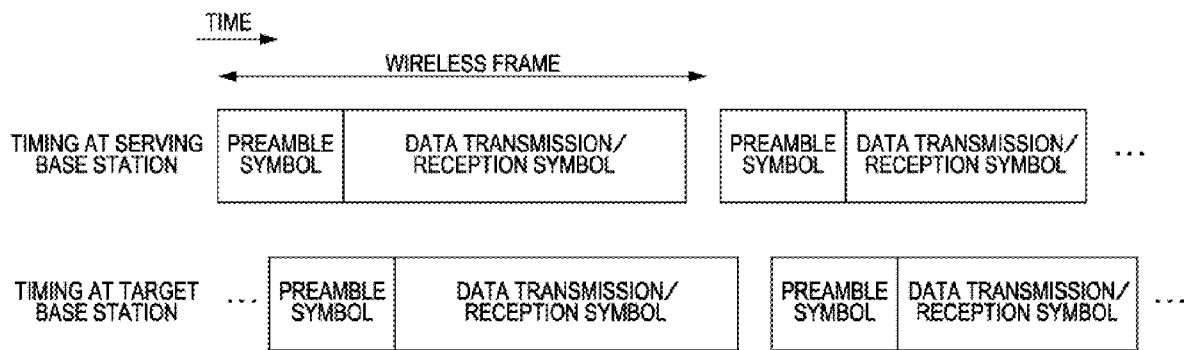 TIME
WIRELESS FRAME
TIMING AT SERVING
BASE STATION
PREAMBLE
SYMBOL
DATA TRANSMISSION/
RECEPTION SYMBOL
PREAMBLE
SYMBOL
DATA TRANSMISSION/
RECEPTION SYMBOL
...
TIMING AT TARGET
BASE STATION
...
PREAMBLE
SYMBOL
DATA TRANSMISSION/
RECEPTION SYMBOL
PREAMBLE
SYMBOL
DATA TRANSMISSION/
RECEPTION SYMBOL
...